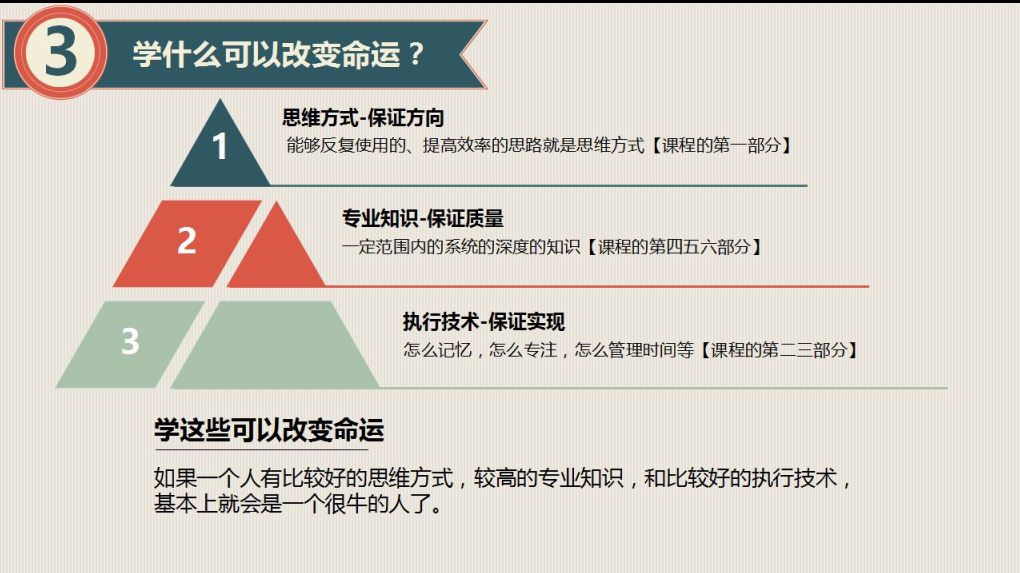 3
学什么可以改变命运？
1
思维方式-保证方向
能够反复使用的、提高效率的思路就是思维方式【课程的第一部分】
2
专业知识-保证质量
一定范围内的系统的深度的知识【课程的第四五六部分】
3
执行技术-保证实现
怎么记忆，怎么专注，怎么管理时间等【课程的第二三部分】
学这些可以改变命运
如果一个人有比较好的思维方式，较高的专业知识，和比较好的执行技术，
基本上就会是一个很牛的人了。